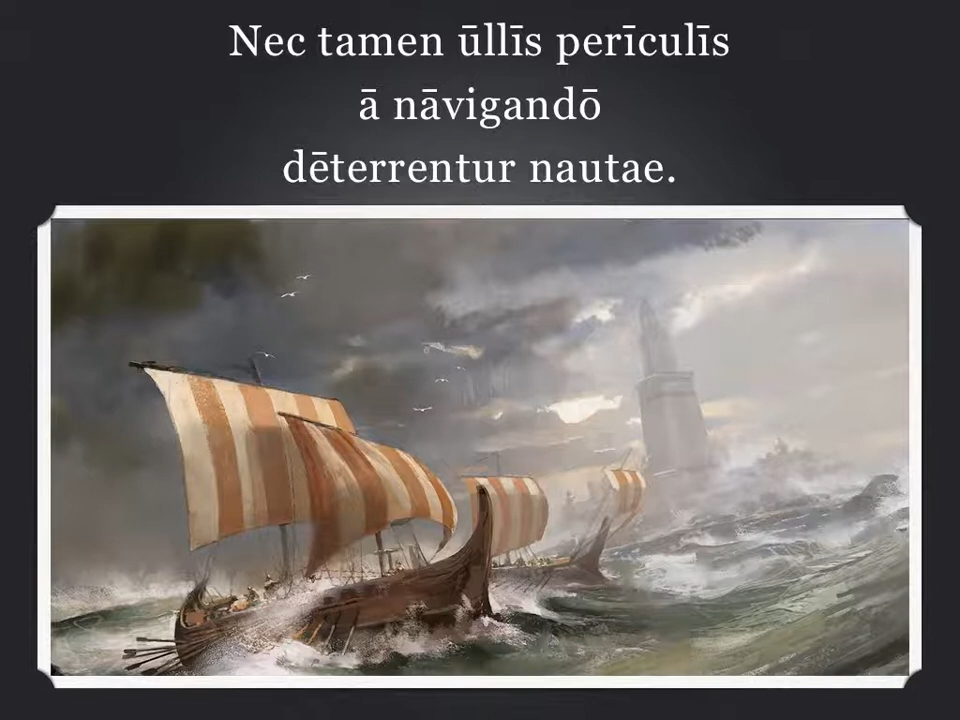 Nec tamen ūllīs perīculīs
ā nāvigandō
dēterrentur nautae.